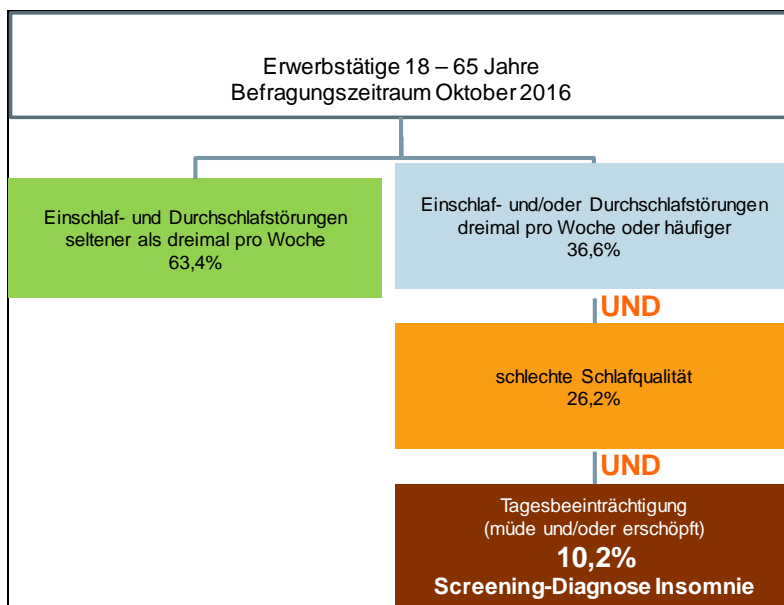 Erwerbstätige 18 – 65 Jahre
Befragungszeitraum Oktober 2016
Einschlaf- und Durchschlafstörungen
seltener als dreimal pro Woche
63,4%
Einschlaf- und/oder Durchschlafstörungen
dreimal pro Woche oder häufiger
36,6%
UND
schlechte Schlafqualität
26,2%
UND
Tagesbeeinträchtigung
(müde und/oder erschöpft)
10,2%
Screening-Diagnose Insomnie